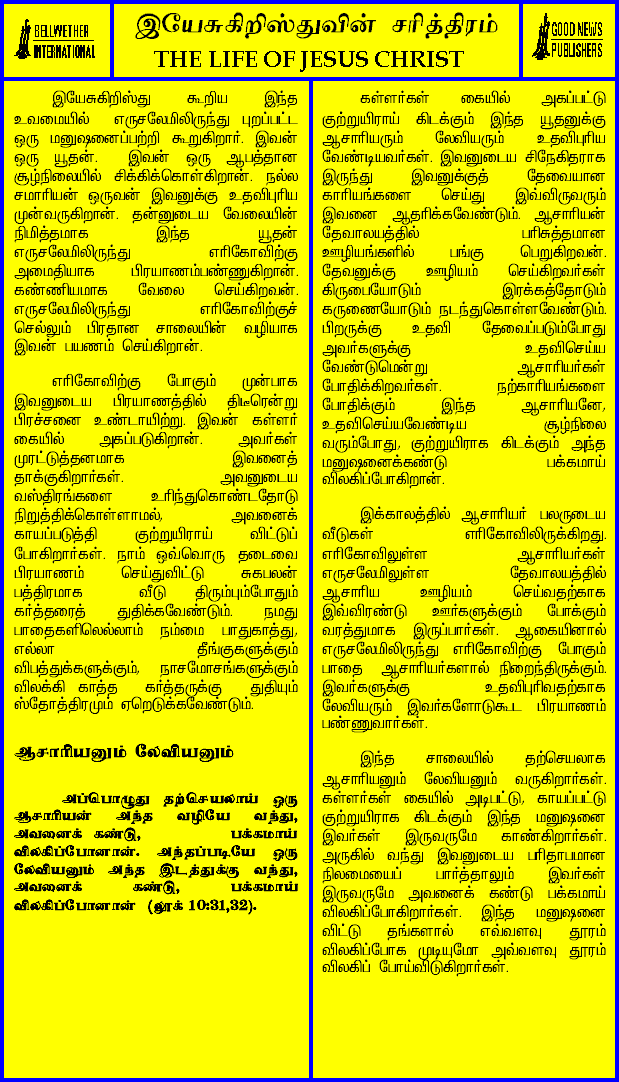 BELLWETHER
INTERNATIONAL
இயேசுகிறிஸ்துவின் சரித்திரம்
THE LIFE OF JESUS CHRIST
GOOD NEWS
PUBLISHERS
இயேசுகிறிஸ்து கூறிய இந்த
உவமையில் எருசலேமிலிருந்து புறப்பட்ட
ஒரு மனுஷனைப்பற்றி கூறுகிறார். இவன்
ஒரு யூதன். இவன் ஒரு ஆபத்தான
சூழ்நிலையில் சிக்கிக்கொள்கிறான். நல்ல
சமாரியன் ஒருவன் இவனுக்கு உதவிபுரிய
முன்வருகிறான். தன்னுடைய வேலையின்
நிமித்தமாக இந்த யூதன்
எருசலேமிலிருந்து எரிகோவிற்கு
அமைதியாக பிரயாணம்பண்ணுகிறான்.
கண்ணியமாக வேலை செய்கிறவன்.
எருசலேமிலிருந்து எரிகோவிற்குச்
செல்லும் பிரதான சாலையின் வழியாக
இவன் பயணம் செய்கிறான்.
எரிகோவிற்கு போகும் முன்பாக
இவனுடைய பிரயாணத்தில் திடீரென்று
பிரச்சனை உண்டாயிற்று. இவன் கள்ளர்
கையில் அகப்படுகிறான். அவர்கள்
முரட்டுத்தனமாக இவனைத்
தாக்குகிறார்கள். அவனுடைய
வஸ்திரங்களை உரிந்துகொண்டதோடு
நிறுத்திக்கொள்ளாமல், அவனைக்
காயப்படுத்தி குற்றுயிராய் விட்டுப்
போகிறார்கள். நாம் ஒவ்வொரு தடைவை
பிரயாணம் செய்துவிட்டு சுகபலன்
பத்திரமாக வீடு திரும்பும்போதும்
கர்த்தரைத் துதிக்கவேண்டும். நமது
பாதைகளிலெல்லாம் நம்மை பாதுகாத்து,
எல்லா தீங்குகளுக்கும்
விபத்துக்களுக்கும், நாசமோசங்களுக்கும்
விலக்கி காத்த கர்த்தருக்கு துதியும்
ஸ்தோத்திரமும் ஏறெடுக்கவேண்டும்.
ஆசாரியனும் லேவியனும்
அப்பொழுது தற்செயலாய் ஒரு
ஆசாரியன் அந்த வழியே வந்து,
அவனைக் கண்டு, பக்கமாய்
விலகிப்போனான். அந்தப்படியே ஒரு
லேவியனும் அந்த இடத்துக்கு வந்து,
அவனைக் கண்டு, பக்கமாய்
விலகிப்போனான் (லூக் 10:31,32).
கள்ளர்கள் கையில் அகப்பட்டு
குற்றுயிராய் கிடக்கும் இந்த யூதனுக்கு
ஆசாரியரும் லேவியரும் உதவிபுரிய
வேண்டியவர்கள். இவனுடைய சிநேகிதராக
இருந்து இவனுக்குத் தேவையான
காரியங்களை செய்து இவ்விருவரும்
இவனை ஆதரிக்கவேண்டும். ஆசாரியன்
தேவாலயத்தில் பரிசுத்தமான
ஊழியங்களில் பங்கு பெறுகிறவன்.
தேவனுக்கு ஊழியம் செய்கிறவர்கள்
கிருபையோடும் இரக்கத்தோடும்
கருணையோடும் நடந்துகொள்ளவேண்டும்.
பிறருக்கு உதவி தேவைப்படும்போது
அவர்களுக்கு உதவிசெய்ய
வேண்டுமென்று ஆசாரியர்கள்
போதிக்கிறவர்கள். நற்காரியங்களை
போதிக்கும் இந்த ஆசாரியனே,
உதவிசெய்யவேண்டிய சூழ்நிலை
வரும்போது, குற்றுயிராக கிடக்கும் அந்த
மனுஷனைக்கண்டு பக்கமாய்
விலகிப்போகிறான்.
இக்காலத்தில் ஆசாரியர் பலருடைய
வீடுகள் எரிகோவிலிருக்கிறது.
எரிகோவிலுள்ள ஆசாரியர்கள்
எருசலேமிலுள்ள தேவாலயத்தில்
ஆசாரிய ஊழியம் செய்வதற்காக
இவ்விரண்டு ஊர்களுக்கும் போக்கும்
வரத்துமாக இருப்பார்கள். ஆகையினால்
எருசலேமிலிருந்து எரிகோவிற்கு போகும்
பாதை ஆசாரியர்களால் நிறைந்திருக்கும்.
இவர்களுக்கு உதவிபுரிவதற்காக
லேவியரும் இவர்களோடுகூட பிரயாணம்
பண்ணுவார்கள்.
இந்த சாலையில் தற்செயலாக
ஆசாரியனும் லேவியனும் வருகிறார்கள்.
கள்ளர்கள் கையில் அடிபட்டு, காயப்பட்டு
குற்றுயிராக கிடக்கும் இந்த மனுஷனை
இவர்கள் இருவருமே காண்கிறார்கள்.
அருகில் வந்து இவனுடைய பரிதாபமான
நிலமையைப் பார்த்தாலும் இவர்கள்
இருவருமே அவனைக் கண்டு பக்கமாய்
விலகிப்போகிறார்கள். இந்த மனுஷனை
விட்டு தங்களால் எவ்வளவு தூரம்
விலகிப்போக முடியுமோ அவ்வளவு தூரம்
விலகிப் போய்விடுகிறார்கள்.